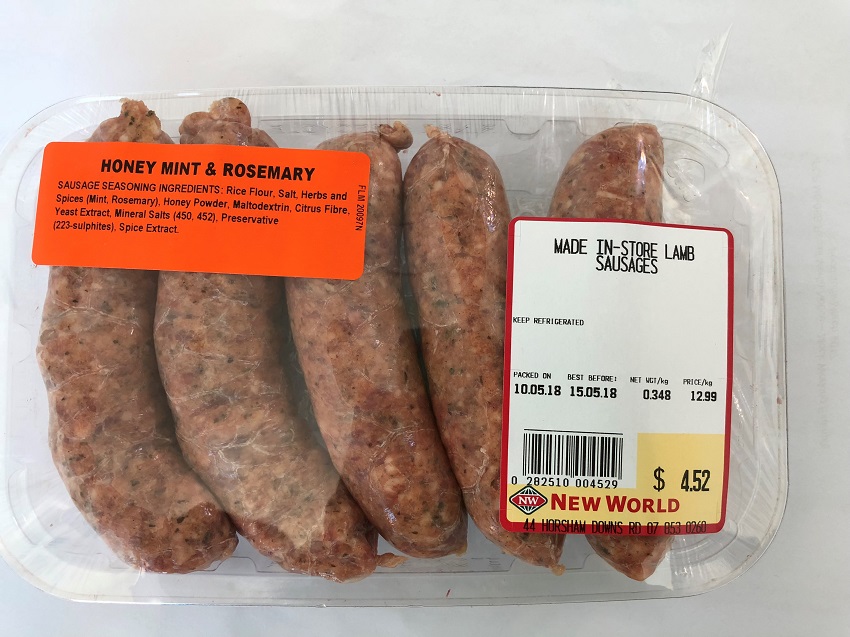 HONEY MINT & ROSEMARY
SAUSAGE SEASONING INGREDIENTS: Rice Flour, Salt, Herbs and
Spices (Mint, Rosemary), Honey Powder, Maltodextrin, Citrus Fibre,
Yeast Extract, Mineral Salts (450, 452), Preservative
(223-sulphites), Spice Extract.
FLM 20097N
MADE IN-STORE LAMB
SAUSAGES
KEEP REFRIGERATED
PACKED ON BEST BEFORE: NET WGT/kg PRICE/kg
10.05.18 15.05.18 0.348 12.99
0 282510 004529
$ 4.52
NW NEW WORLD
44 HORSHAM DOWNS RD 07 853 0260